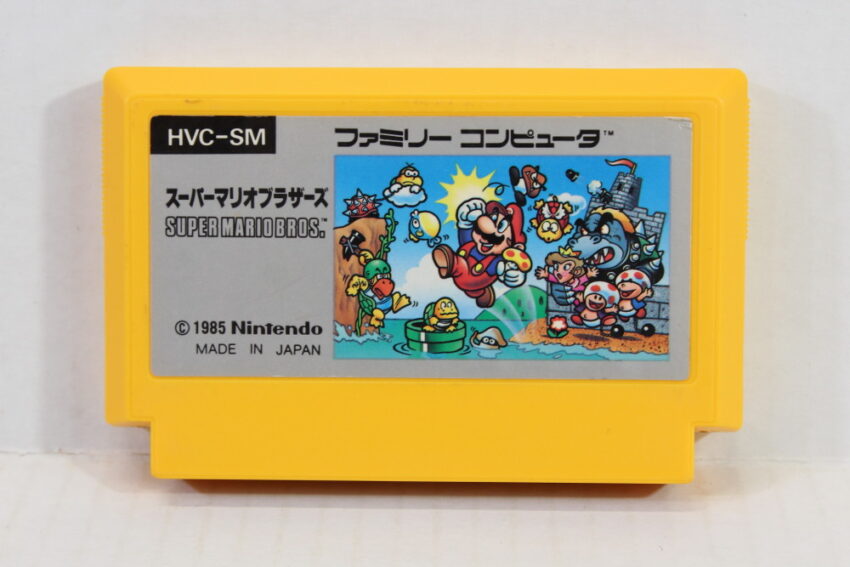 HVC-SM
ファミリー コンピュータ™
スーパーマリオブラザーズ
SUPER MARIO BROS.™
© 1985 Nintendo
MADE IN JAPAN